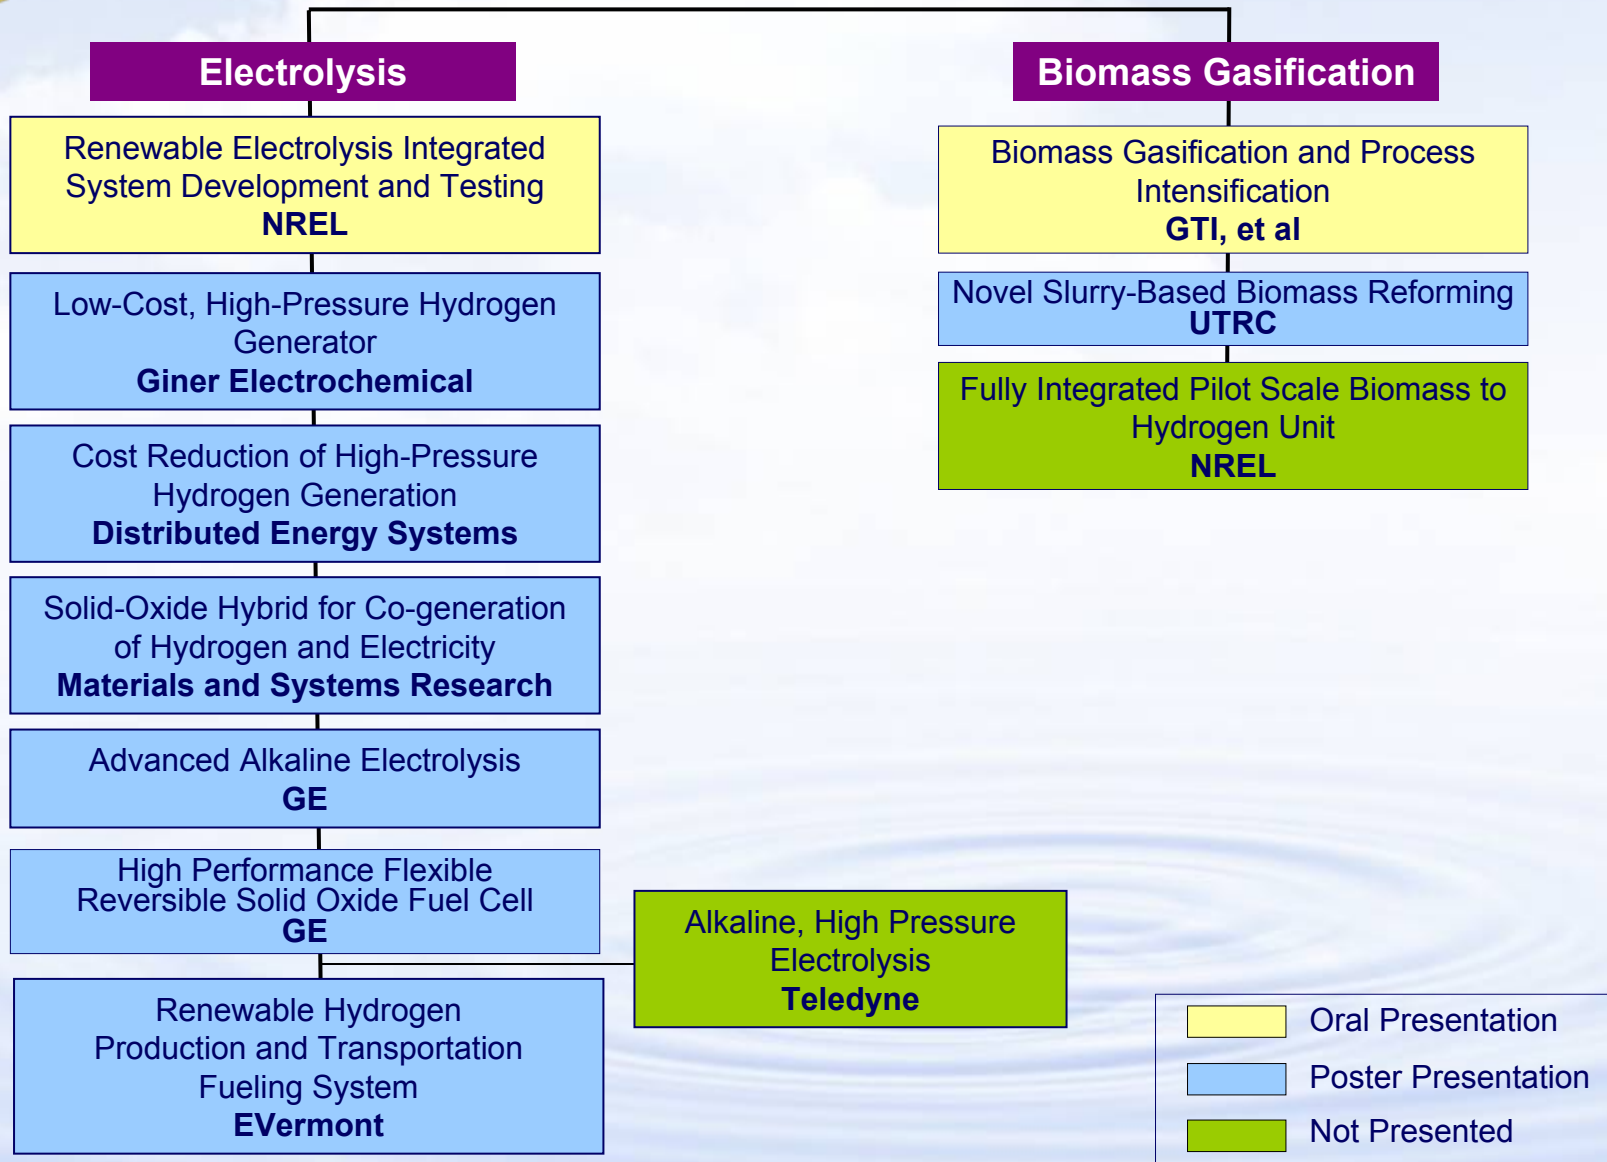 Electrolysis
Renewable Electrolysis Integrated
System Development and Testing
NREL
Low-Cost, High-Pressure Hydrogen
Generator
Giner Electrochemical
Cost Reduction of High-Pressure
Hydrogen Generation
Distributed Energy Systems
Solid-Oxide Hybrid for Co-generation
of Hydrogen and Electricity
Materials and Systems Research
Advanced Alkaline Electrolysis
GE
High Performance Flexible
Reversible Solid Oxide Fuel Cell
GE
Alkaline, High Pressure
Electrolysis
Teledyne
Renewable Hydrogen
Production and Transportation
Fueling System
EVermont
Biomass Gasification
Biomass Gasification and Process
Intensification
GTI, et al
Novel Slurry-Based Biomass Reforming
UTRC
Fully Integrated Pilot Scale Biomass to
Hydrogen Unit
NREL
Oral Presentation
Poster Presentation
Not Presented